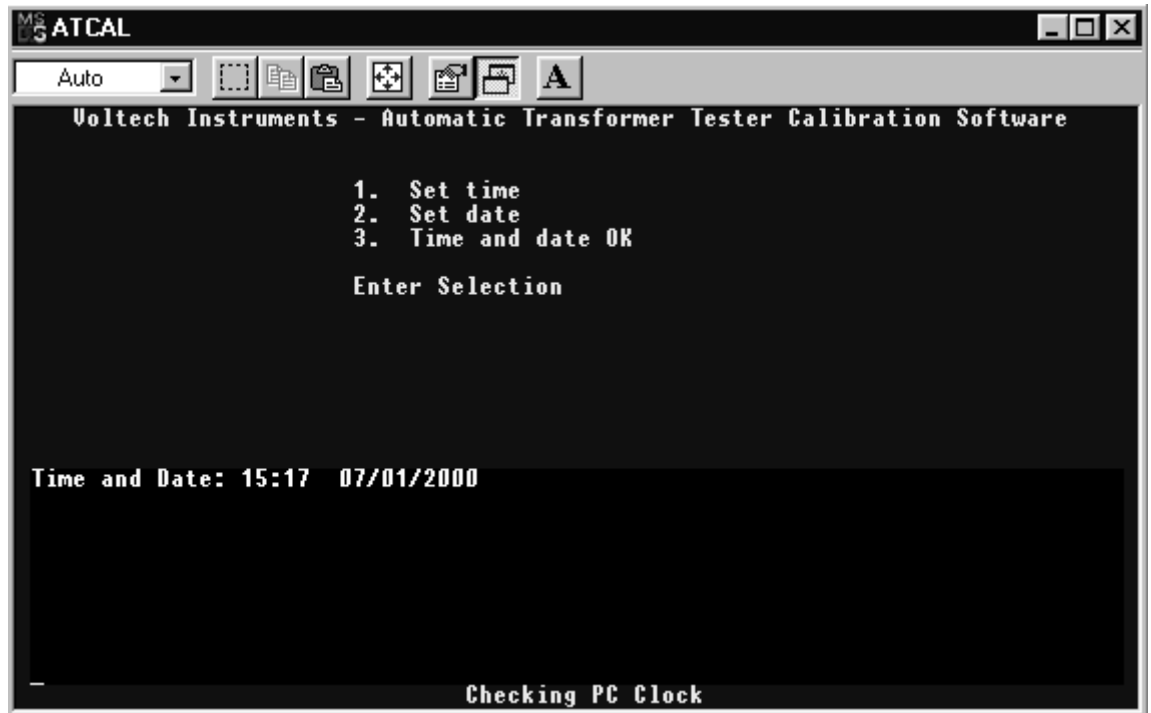 ATCAL
Auto
A
Voltech Instruments - Automatic Transformer Tester Calibration Software
1. Set time
2. Set date
3. Time and date OK
Enter Selection
Time and Date: 15:17 07/01/2000
Checking PC Clock